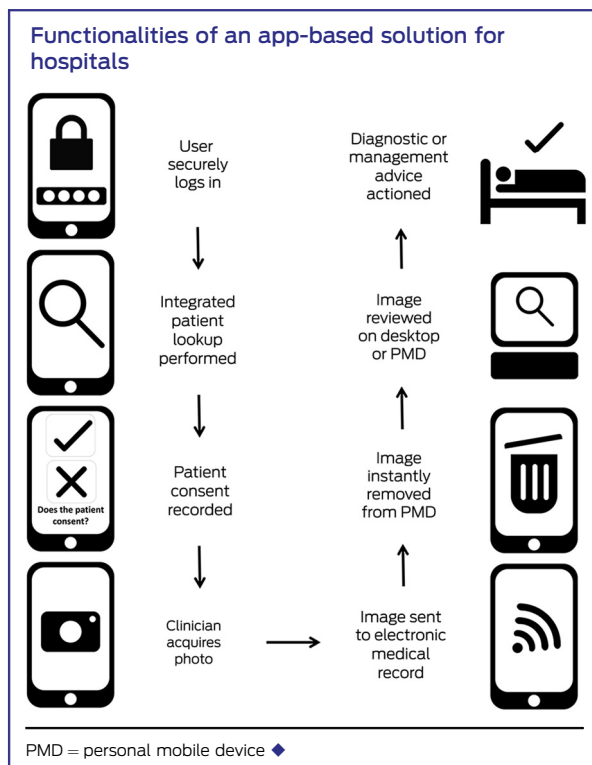 Functionalities of an app-based solution for
hospitals
User
securely
logs in
Integrated
patient
lookup
performed
Does the patient
consent?
Patient
consent
recorded
Clinician
acquires
photo
Image sent
to electronic
medical
record
Image
instantly
removed
from PMD
Image
reviewed
on desktop
or PMD
Diagnostic or
management
advice
actioned
PMD = personal mobile device ◆